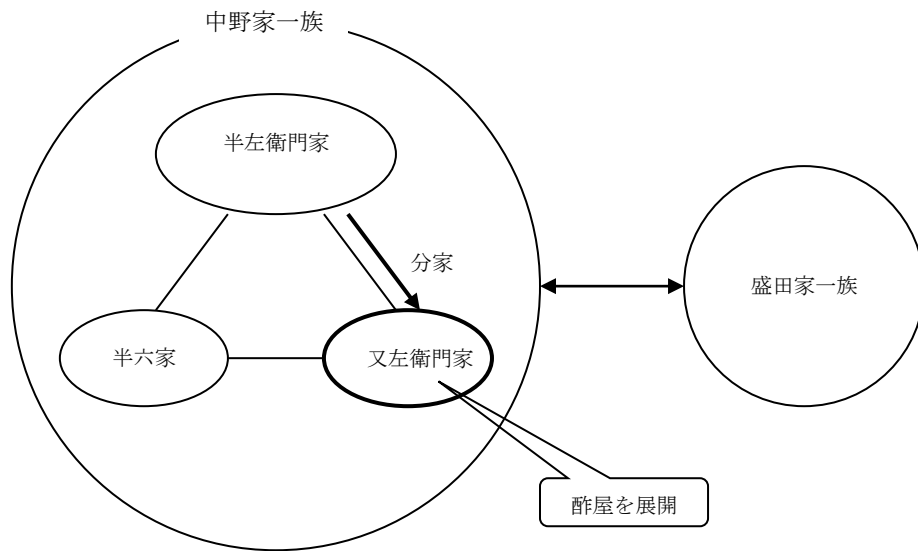 中野家一族
半左衛門家
分家
盛田家一族
半六家
又左衛門家
酢屋を展開